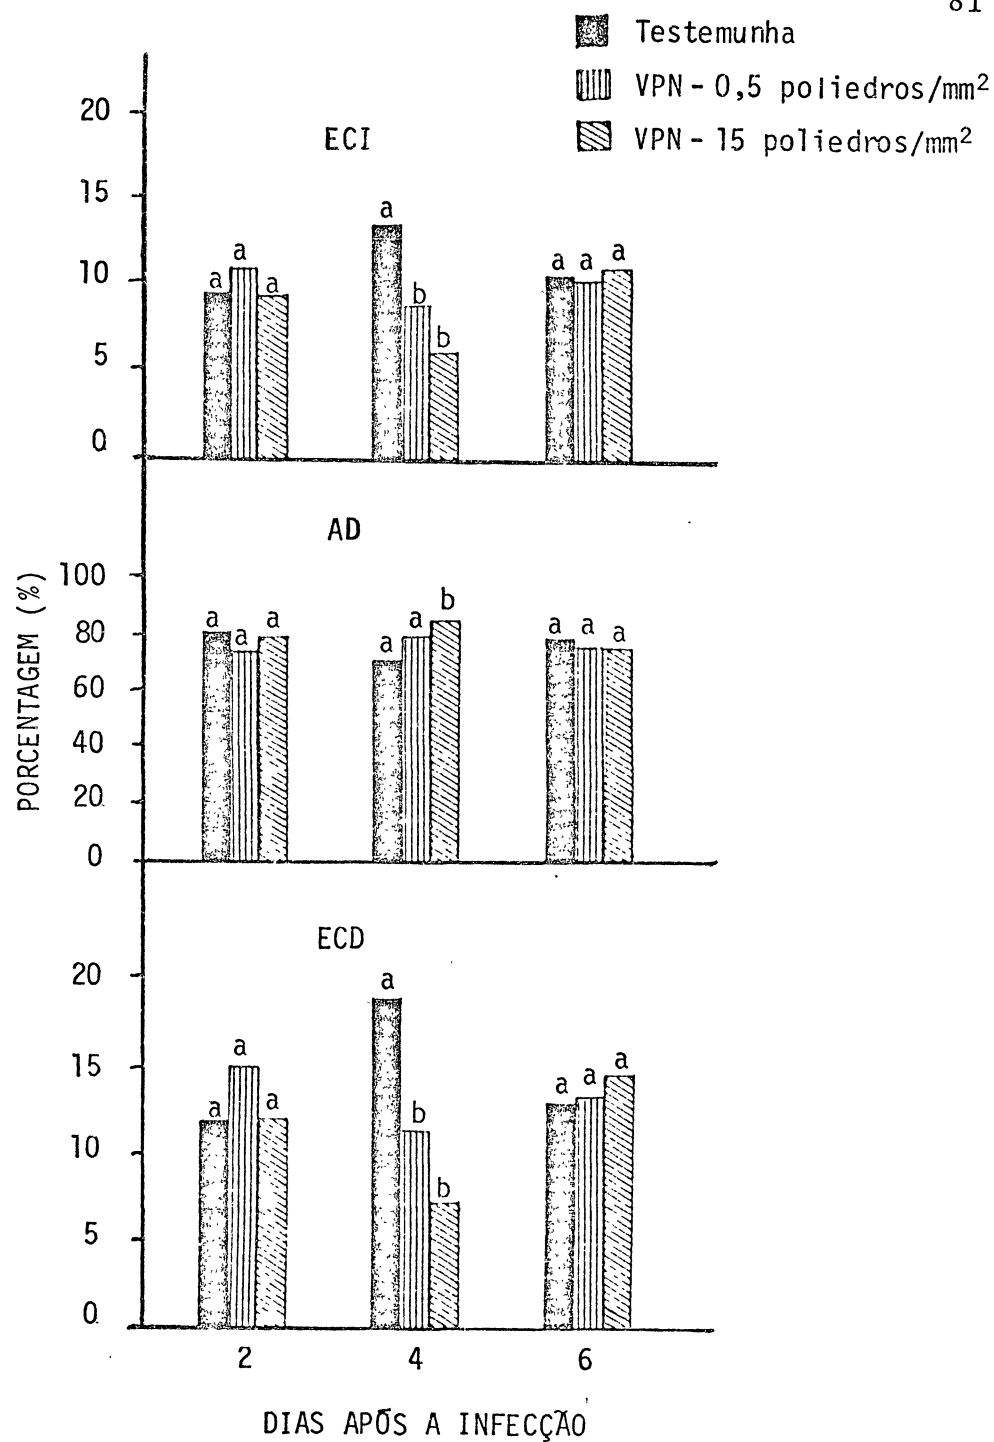 81
Testemunha
VPN - 0,5 poliedros/mm²
VPN - 15 poliedros/mm²
ECI
20
15
10
5
0
a a a
a b b
a a a
AD
PORCENTAGEM (%)
100
80
60
40
20
0
a a a
a a b
a a a
ECD
20
15
10
5
0
a a a
a b b
a a a
2 4 6
DIAS APÓS A INFECÇÃO